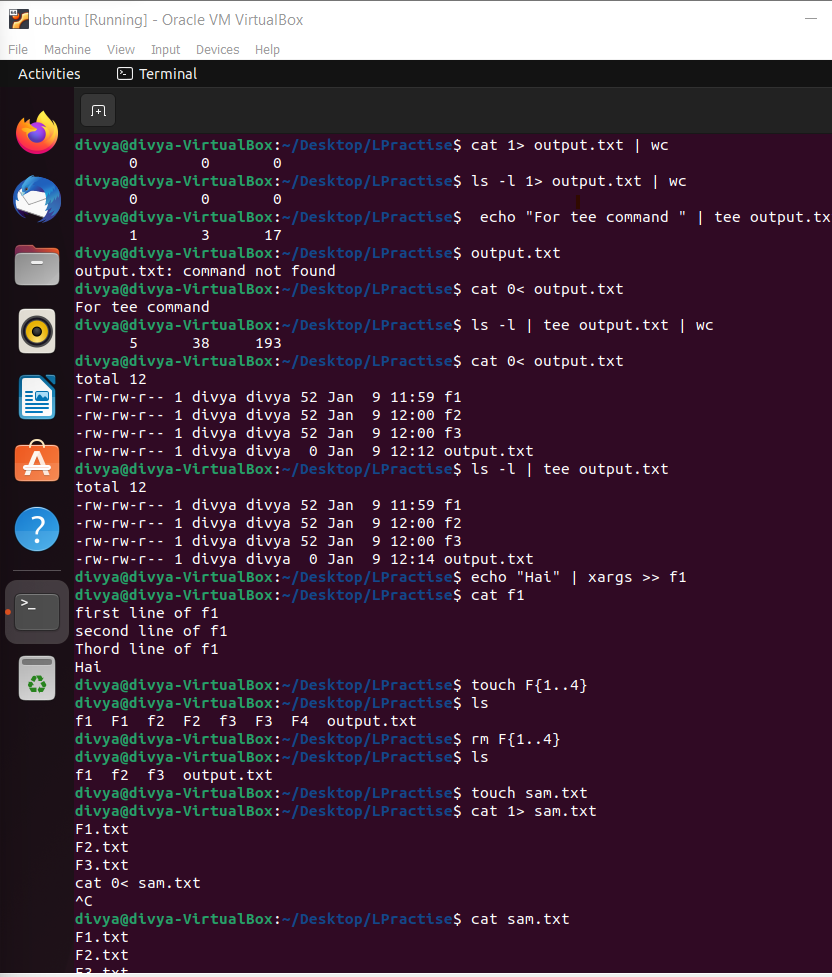 ubuntu [Running] - Oracle VM VirtualBox
File Machine View Input Devices Help
Activities Terminal
divya@divya-VirtualBox:~/Desktop/LPractise$ cat 1> output.txt | wc
0 0 0
divya@divya-VirtualBox:~/Desktop/LPractise$ ls -l 1> output.txt | wc
0 0 0
divya@divya-VirtualBox:~/Desktop/LPractise$  echo "For tee command " | tee output.tx
1 3 17
divya@divya-VirtualBox:~/Desktop/LPractise$ output.txt
output.txt: command not found
divya@divya-VirtualBox:~/Desktop/LPractise$ cat 0< output.txt
For tee command
divya@divya-VirtualBox:~/Desktop/LPractise$ ls -l | tee output.txt | wc
5 38 193
divya@divya-VirtualBox:~/Desktop/LPractise$ cat 0< output.txt
total 12
-rw-rw-r-- 1 divya divya 52 Jan  9 11:59 f1
-rw-rw-r-- 1 divya divya 52 Jan  9 12:00 f2
-rw-rw-r-- 1 divya divya 52 Jan  9 12:00 f3
-rw-rw-r-- 1 divya divya  0 Jan  9 12:12 output.txt
divya@divya-VirtualBox:~/Desktop/LPractise$ ls -l | tee output.txt
total 12
-rw-rw-r-- 1 divya divya 52 Jan  9 11:59 f1
-rw-rw-r-- 1 divya divya 52 Jan  9 12:00 f2
-rw-rw-r-- 1 divya divya 52 Jan  9 12:00 f3
-rw-rw-r-- 1 divya divya  0 Jan  9 12:14 output.txt
divya@divya-VirtualBox:~/Desktop/LPractise$ echo "Hai" | xargs >> f1
divya@divya-VirtualBox:~/Desktop/LPractise$ cat f1
first line of f1
second line of f1
Thord line of f1
Hai
divya@divya-VirtualBox:~/Desktop/LPractise$ touch F{1..4}
divya@divya-VirtualBox:~/Desktop/LPractise$ ls
f1  F1  f2  F2  f3  F3  F4  output.txt
divya@divya-VirtualBox:~/Desktop/LPractise$ rm F{1..4}
divya@divya-VirtualBox:~/Desktop/LPractise$ ls
f1  f2  f3  output.txt
divya@divya-VirtualBox:~/Desktop/LPractise$ touch sam.txt
divya@divya-VirtualBox:~/Desktop/LPractise$ cat 1> sam.txt
F1.txt
F2.txt
F3.txt
cat 0< sam.txt
^C
divya@divya-VirtualBox:~/Desktop/LPractise$ cat sam.txt
F1.txt
F2.txt
F3.txt